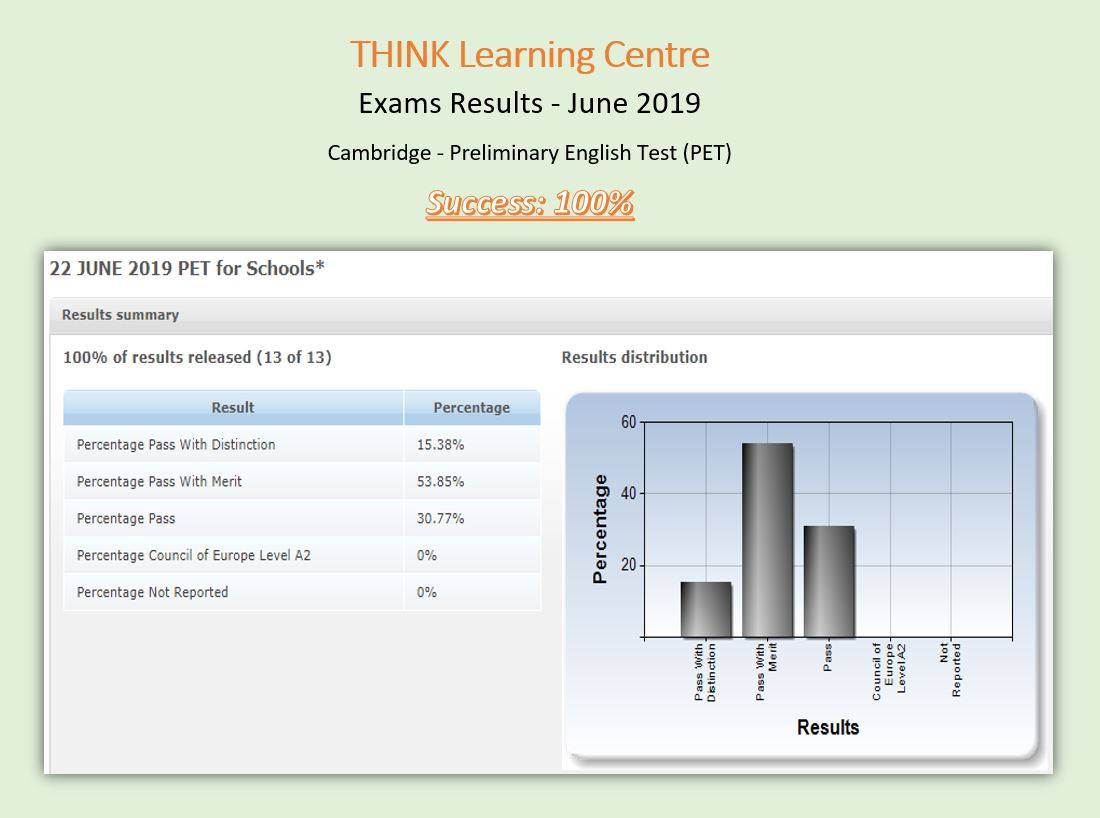 THINK Learning Centre
Exams Results - June 2019
Cambridge - Preliminary English Test (PET)
Success: 100%
22 JUNE 2019 PET for Schools*
Results summary
100% of results released (13 of 13)
Result Percentage
Percentage Pass With Distinction 15.38%
Percentage Pass With Merit 53.85%
Percentage Pass 30.77%
Percentage Council of Europe Level A2 0%
Percentage Not Reported 0%
Results distribution
60
40
20
Percentage
Pass With
Distinction
Pass With
Merit
Pass
Council of
Europe
Level A2
Not
Reported
Results